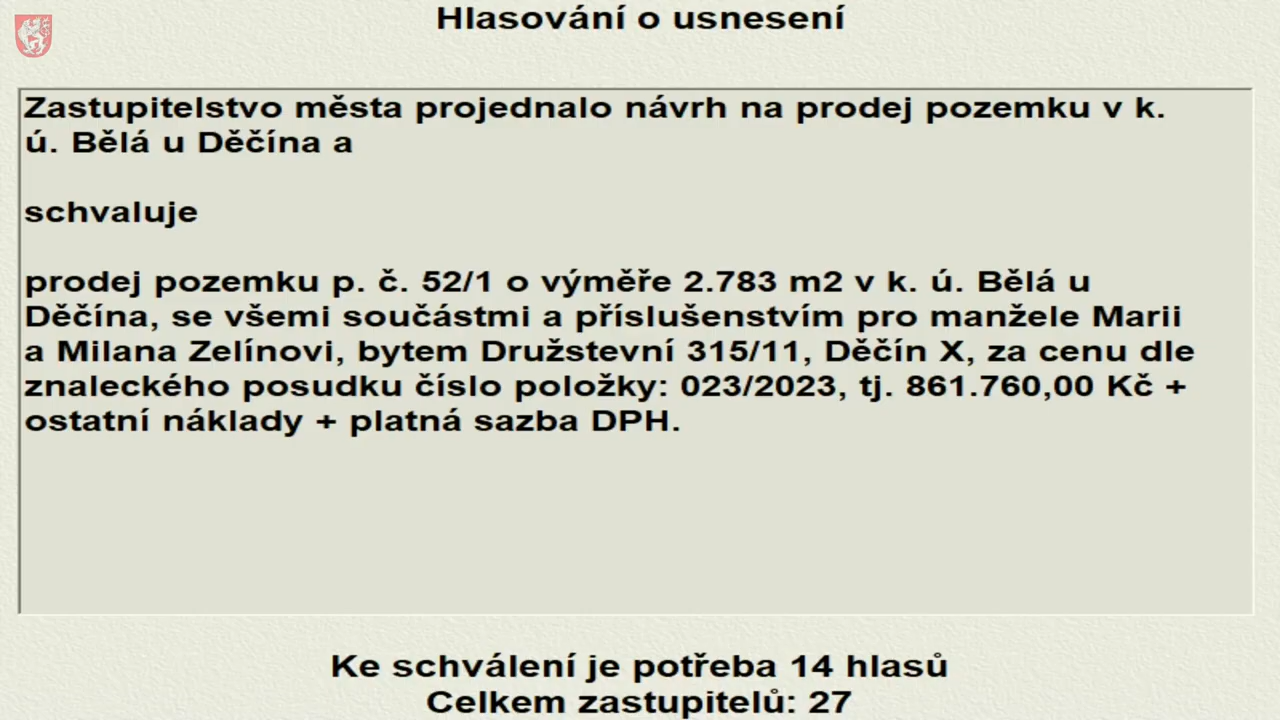 Hlasování o usnesení
Zastupitelstvo města projednalo návrh na prodej pozemku v k.
ú. Bělá u Děčína a
schvaluje
prodej pozemku p. č. 52/1 o výměře 2.783 m2 v k. ú. Bělá u
Děčína, se všemi součástmi a příslušenstvím pro manžele Marii
a Milana Zelínovi, bytem Družstevní 315/11, Děčín X, za cenu dle
znaleckého posudku číslo položky: 023/2023, tj. 861.760,00 Kč +
ostatní náklady + platná sazba DPH.
Ke schválení je potřeba 14 hlasů
Celkem zastupitelů: 27